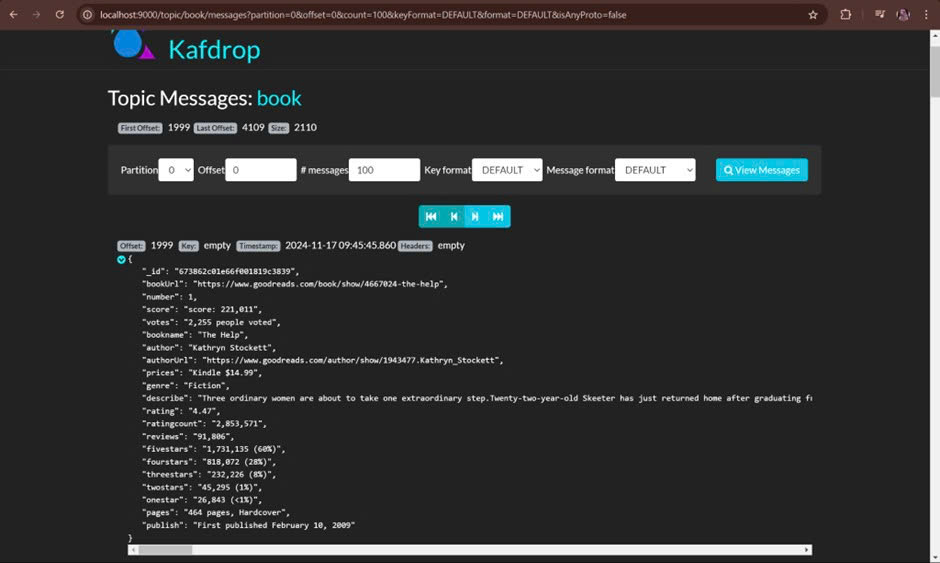 localhost:9000/topic/book/messages?partition=0&offset=0&count=100&keyFormat=DEFAULT&format=DEFAULT&isAnyProto=false
Kafdrop
Topic Messages: book
First Offset: 1999 Last Offset: 4109 Size: 2110
Partition 0 Offset 0 # messages 100 Key format DEFAULT Message format DEFAULT View Messages
Offset: 1999 Key: empty Timestamp: 2024-11-17 09:45:45.860 Headers: empty
{
"_id": "673862c01e66f001819c3839",
"bookUrl": "https://www.goodreads.com/book/show/4667024-the-help",
"number": 1,
"score": "score: 221,011",
"votes": "2,255 people voted",
"bookname": "The Help",
"author": "Kathryn Stockett",
"authorUrl": "https://www.goodreads.com/author/show/1943477.Kathryn_Stockett",
"prices": "Kindle $14.99",
"genre": "Fiction",
"describe": "Three ordinary women are about to take one extraordinary step.Twenty-two-year-old Skeeter has just returned home after graduating
"rating": "4.47",
"ratingcount": "2,853,571",
"reviews": "91,806",
"fivestars": "1,731,135 (60%)",
"fourstars": "818,072 (28%)",
"threestars": "232,226 (8%)",
"twostars": "45,295 (1%)",
"onestar": "26,843 (<1%)",
"pages": "464 pages, Hardcover",
"publish": "First published February 10, 2009"
}